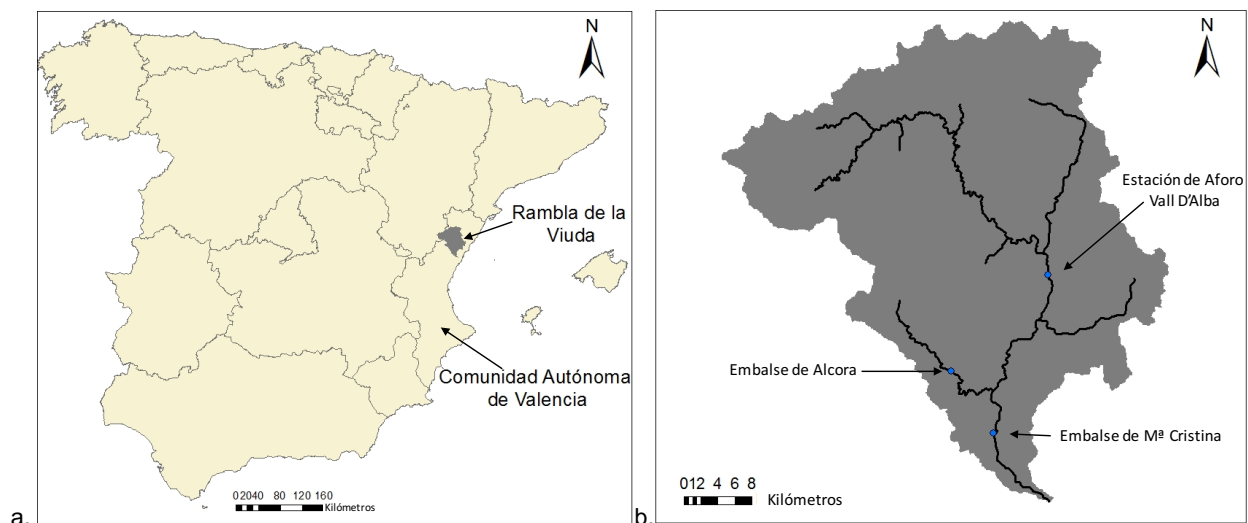 N
Rambla de la
Viuda
Comunidad Autónoma
de Valencia
02040 80 120 160
Kilómetros
a.
N
Estación de Aforo
Vall D'Alba
Embalse de Alcora
Embalse de Mª Cristina
012 4 6 8
Kilómetros
b.